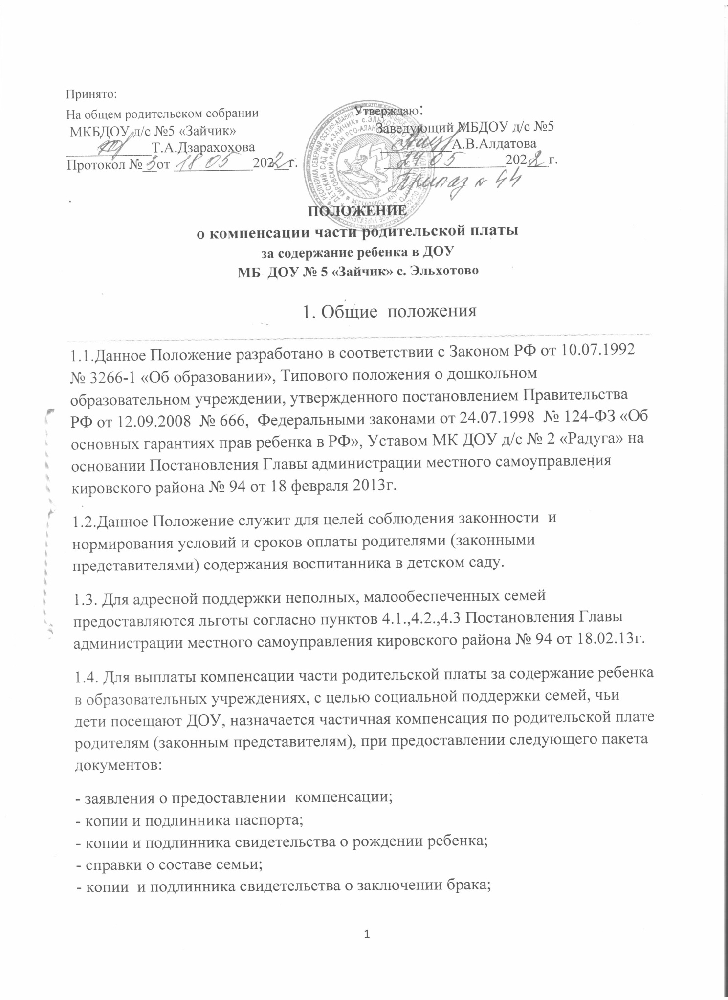 Принято:
На общем родительском собрании
МКБДОУ д/с №5 «Зайчик»
____________Т.А.Дзарахохова
Протокол № 3 от 18 05 2022г.
Утверждаю:
Заведующий МБДОУ д/с №5
__________А.В.Алдатова
24 05 2022 г.
Приказ № 44
РЕСПУБЛИКА СЕВЕРНАЯ ОСЕТИЯ-АЛАНИЯ
ДЕТСКИЙ САД №5 «ЗАЙЧИК» с.ЭЛЬХОТОВО
КИРОВСКИЙ РАЙОН РСО-АЛАНИЯ
ПОЛОЖЕНИЕ
о компенсации части родительской платы
за содержание ребенка в ДОУ
МБ ДОУ № 5 «Зайчик» с. Эльхотово
1. Общие положения
1.1.Данное Положение разработано в соответствии с Законом РФ от 10.07.1992
№ 3266-1 «Об образовании», Типового положения о дошкольном
образовательном учреждении, утвержденного постановлением Правительства
РФ от 12.09.2008 № 666, Федеральными законами от 24.07.1998 № 124-ФЗ «Об
основных гарантиях прав ребенка в РФ», Уставом МК ДОУ д/с № 2 «Радуга» на
основании Постановления Главы администрации местного самоуправления
кировского района № 94 от 18 февраля 2013г.
1.2.Данное Положение служит для целей соблюдения законности и
нормирования условий и сроков оплаты родителями (законными
представителями) содержания воспитанника в детском саду.
1.3. Для адресной поддержки неполных, малообеспеченных семей
предоставляются льготы согласно пунктов 4.1.,4.2.,4.3 Постановления Главы
администрации местного самоуправления кировского района № 94 от 18.02.13г.
1.4. Для выплаты компенсации части родительской платы за содержание ребенка
в образовательных учреждениях, с целью социальной поддержки семей, чьи
дети посещают ДОУ, назначается частичная компенсация по родительской плате
родителям (законным представителям), при предоставлении следующего пакета
документов:
- заявления о предоставлении компенсации;
- копии и подлинника паспорта;
- копии и подлинника свидетельства о рождении ребенка;
- справки о составе семьи;
- копии и подлинника свидетельства о заключении брака;
1